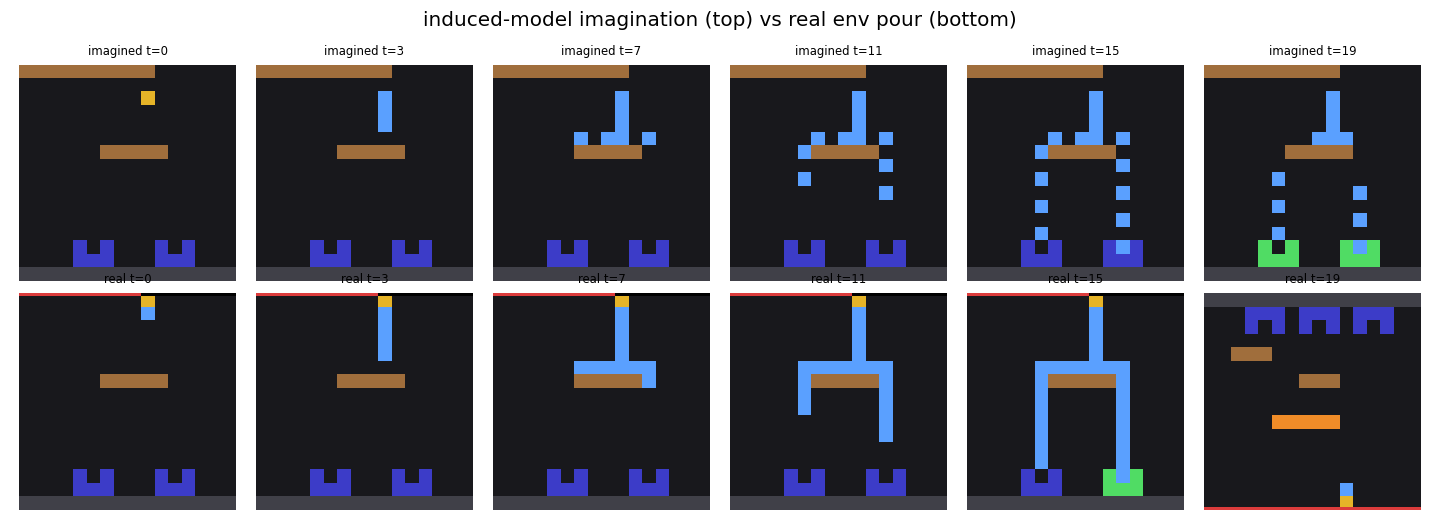 induced-model imagination (top) vs real env pour (bottom)
imagined t=0 imagined t=3 imagined t=7 imagined t=11 imagined t=15 imagined t=19
real t=0 real t=3 real t=7 real t=11 real t=15 real t=19